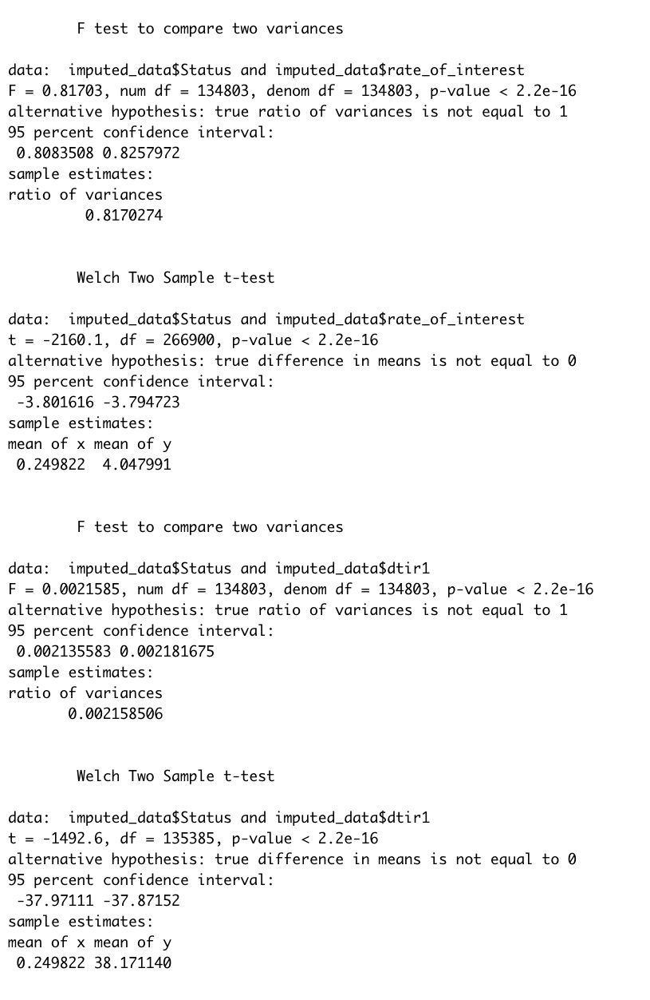 F test to compare two variances
data:  imputed_data$Status and imputed_data$rate_of_interest
F = 0.81703, num df = 134803, denom df = 134803, p-value < 2.2e-16
alternative hypothesis: true ratio of variances is not equal to 1
95 percent confidence interval:
 0.8083508 0.8257972
sample estimates:
ratio of variances
         0.8170274
Welch Two Sample t-test
data:  imputed_data$Status and imputed_data$rate_of_interest
t = -2160.1, df = 266900, p-value < 2.2e-16
alternative hypothesis: true difference in means is not equal to 0
95 percent confidence interval:
 -3.801616 -3.794723
sample estimates:
mean of x mean of y
 0.249822  4.047991
F test to compare two variances
data:  imputed_data$Status and imputed_data$dtir1
F = 0.0021585, num df = 134803, denom df = 134803, p-value < 2.2e-16
alternative hypothesis: true ratio of variances is not equal to 1
95 percent confidence interval:
 0.002135583 0.002181675
sample estimates:
ratio of variances
       0.002158506
Welch Two Sample t-test
data:  imputed_data$Status and imputed_data$dtir1
t = -1492.6, df = 135385, p-value < 2.2e-16
alternative hypothesis: true difference in means is not equal to 0
95 percent confidence interval:
 -37.97111 -37.87152
sample estimates:
mean of x mean of y
 0.249822 38.171140